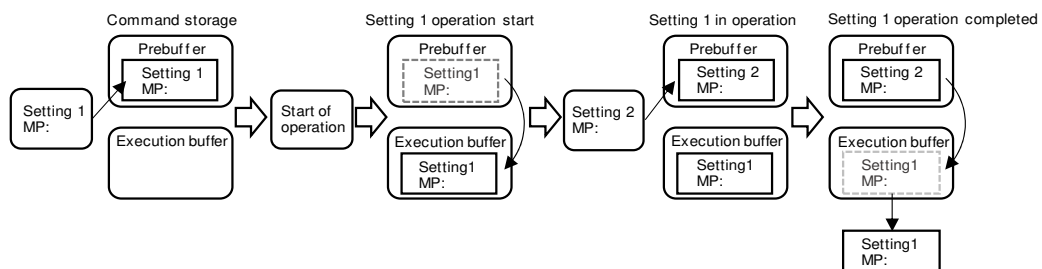 Command storage
Prebuffer
Setting 1
MP:
Setting 1
MP:
Execution buffer
Start of
operation
Setting 1 operation start
Prebuffer
Setting1
MP:
Execution buffer
Setting1
MP:
Setting 2
MP:
Setting 1 in operation
Prebuffer
Setting 2
MP:
Execution buffer
Setting1
MP:
Setting 1 operation completed
Prebuffer
Setting 2
MP:
Execution buffer
Setting1
MP:
Setting1
MP: